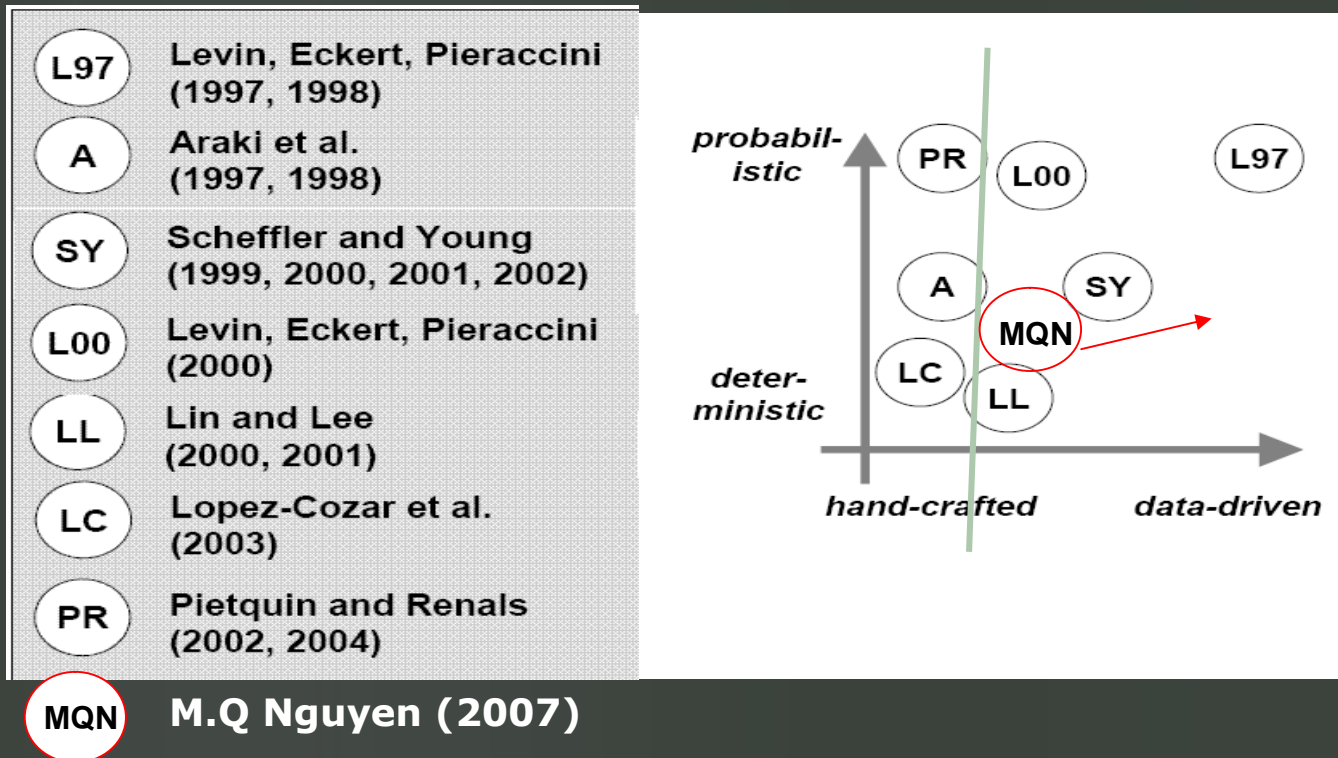 L97
Levin, Eckert, Pieraccini
(1997, 1998)
A
Araki et al.
(1997, 1998)
SY
Scheffler and Young
(1999, 2000, 2001, 2002)
L00
Levin, Eckert, Pieraccini
(2000)
LL
Lin and Lee
(2000, 2001)
LC
Lopez-Cozar et al.
(2003)
PR
Pietquin and Renals
(2002, 2004)
MQN
M.Q Nguyen (2007)
probabil-
istic
PR
L00
L97
A
SY
MQN
LC
LL
deter-
ministic
hand-crafted
data-driven